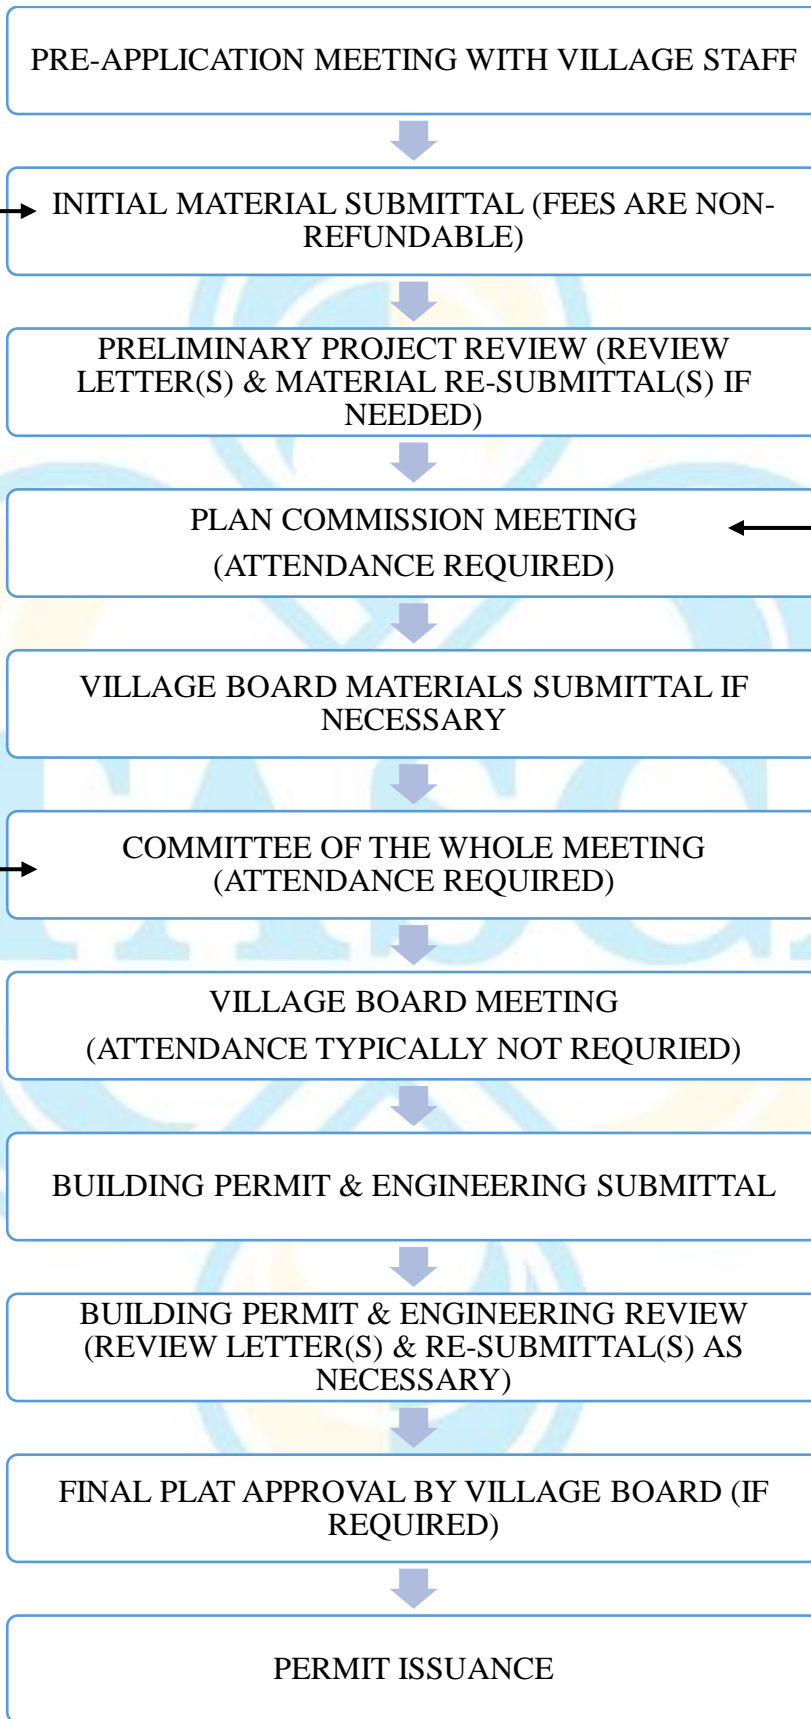 PRE-APPLICATION MEETING WITH VILLAGE STAFF
INITIAL MATERIAL SUBMITTAL (FEES ARE NON-
REFUNDABLE)
PRELIMINARY PROJECT REVIEW (REVIEW
LETTER(S) & MATERIAL RE-SUBMITTAL(S) IF
NEEDED)
PLAN COMMISSION MEETING
(ATTENDANCE REQUIRED)
VILLAGE BOARD MATERIALS SUBMITTAL IF
NECESSARY
COMMITTEE OF THE WHOLE MEETING
(ATTENDANCE REQUIRED)
VILLAGE BOARD MEETING
(ATTENDANCE TYPICALLY NOT REQURIED)
BUILDING PERMIT & ENGINEERING SUBMITTAL
BUILDING PERMIT & ENGINEERING REVIEW
(REVIEW LETTER(S) & RE-SUBMITTAL(S) AS
NECESSARY)
FINAL PLAT APPROVAL BY VILLAGE BOARD (IF
REQUIRED)
PERMIT ISSUANCE